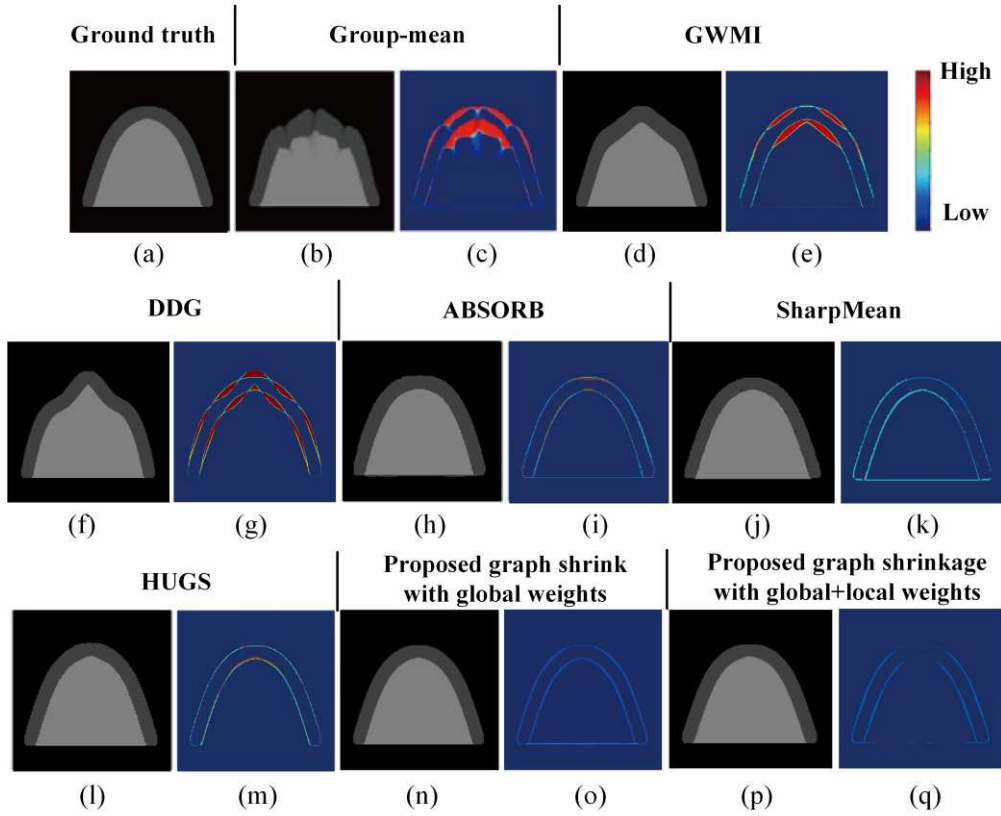 Ground truth
Group-mean
GWMI
High
Low
(a)
(b)
(c)
(d)
(e)
DDG
ABSORB
SharpMean
(f)
(g)
(h)
(i)
(j)
(k)
HUGS
Proposed graph shrink
with global weights
Proposed graph shrinkage
with global+local weights
(l)
(m)
(n)
(o)
(p)
(q)